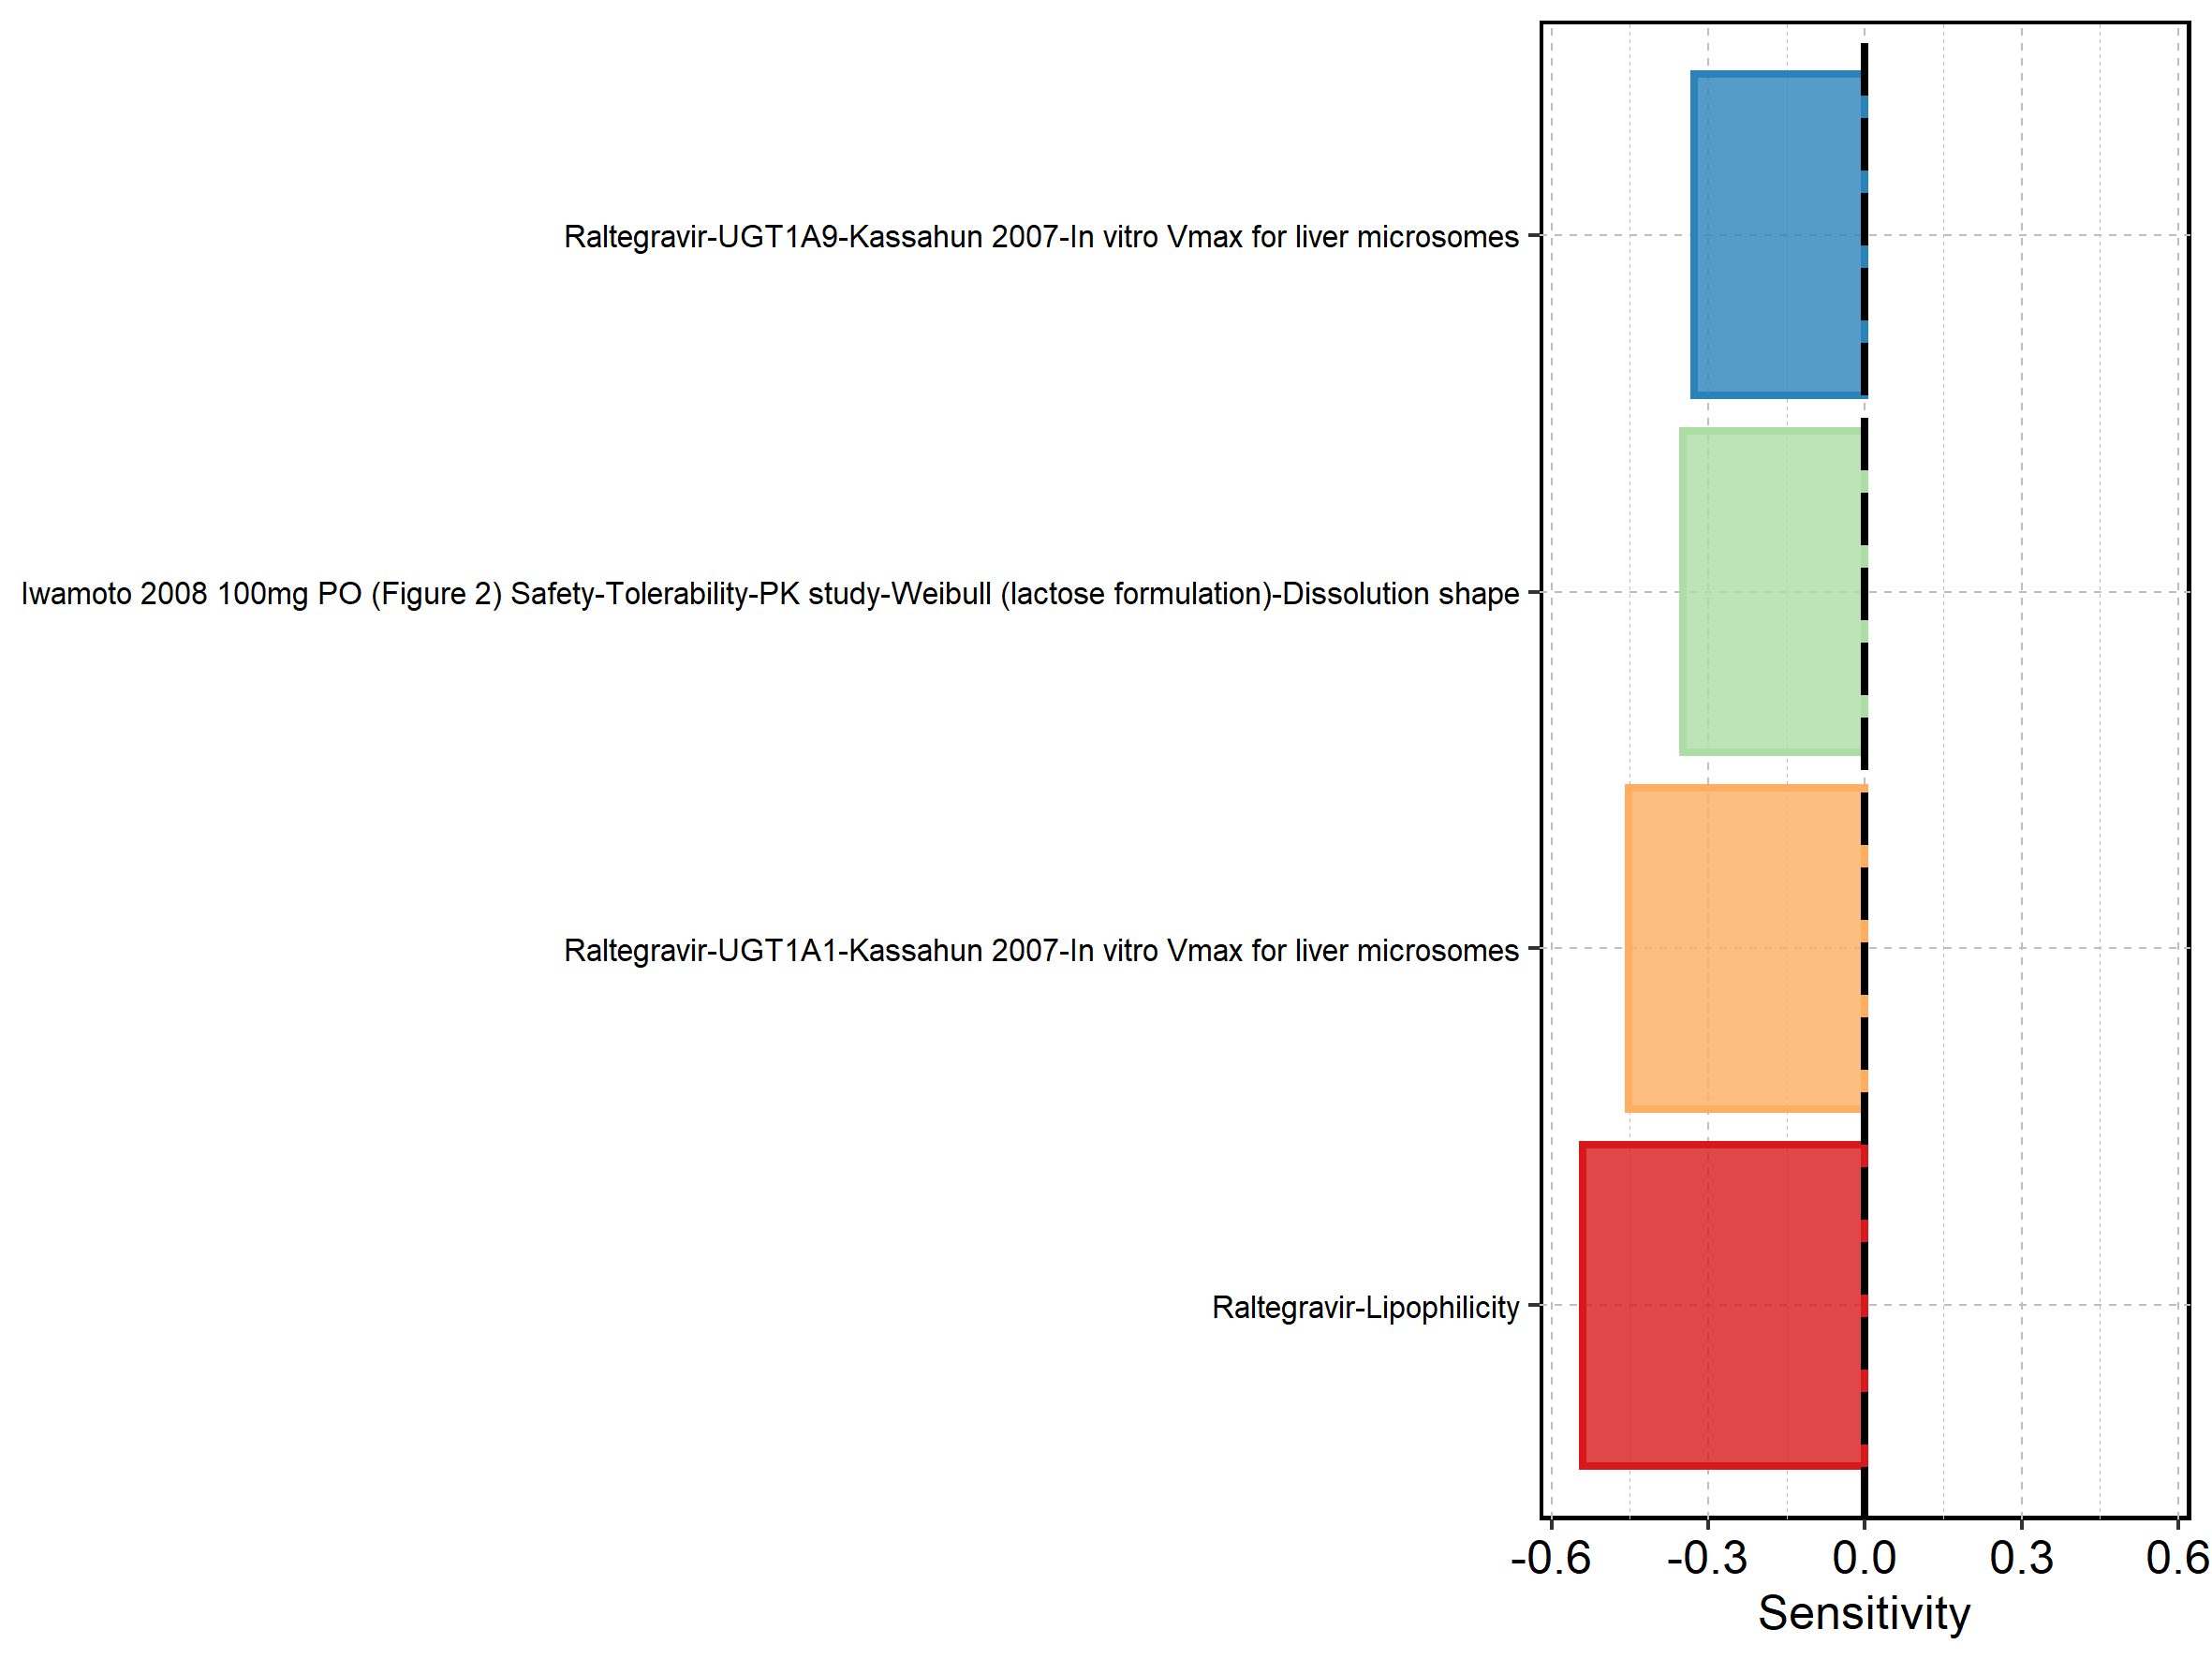 Raltegravir-UGT1A9-Kassahun 2007-In vitro Vmax for liver microsomes
Iwamoto 2008 100mg PO (Figure 2) Safety-Tolerability-PK study-Weibull (lactose formulation)-Dissolution shape
Raltegravir-UGT1A1-Kassahun 2007-In vitro Vmax for liver microsomes
Raltegravir-Lipophilicity
-0.6 -0.3 0.0 0.3 0.6
Sensitivity